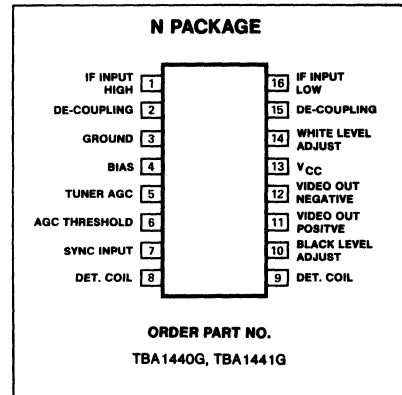 N PACKAGE
IF INPUT HIGH 1
DE-COUPLING 2
GROUND 3
BIAS 4
TUNER AGC 5
AGC THRESHOLD 6
SYNC INPUT 7
DET. COIL 8
16 IF INPUT LOW
15 DE-COUPLING
14 WHITE LEVEL ADJUST
13 VCC
12 VIDEO OUT NEGATIVE
11 VIDEO OUT POSITVE
10 BLACK LEVEL ADJUST
9 DET. COIL
ORDER PART NO.
TBA1440G, TBA1441G